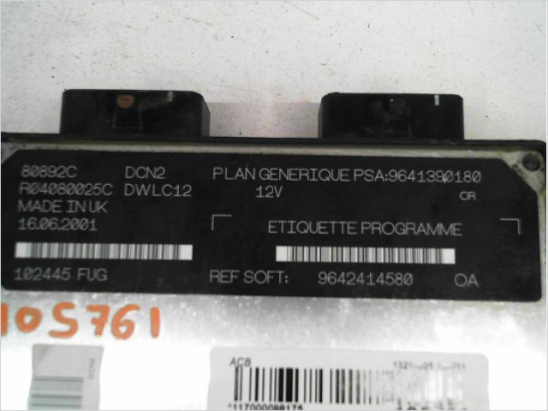 80892C DCN2 PLAN GENERIQUE PSA:9641390180
R04080025C DWLC12 12V CR
MADE IN UK
16.06.2001 ETIQUETTE PROGRAMME
102445 FUG REF SOFT: 9642414580 OA
105761
ACB